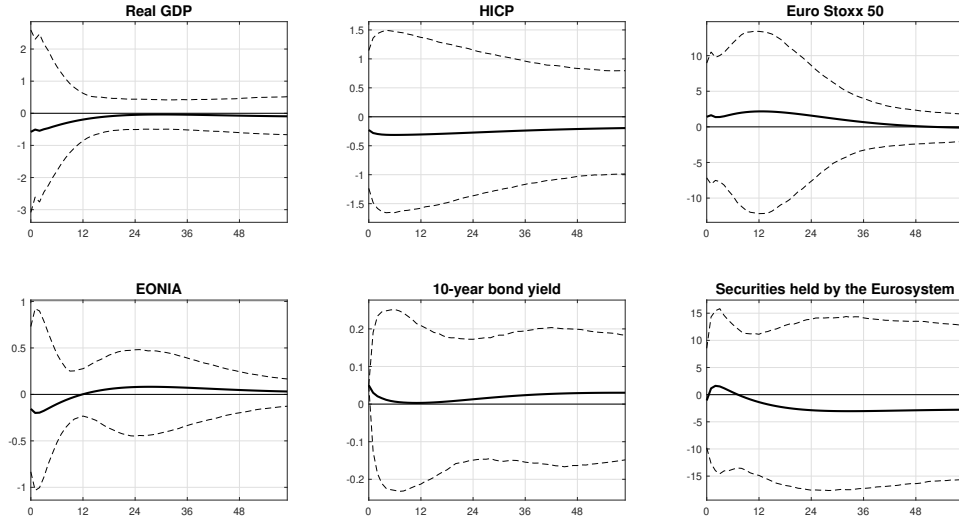 Real GDP
2
1
0
-1
-2
-3
0 12 24 36 48
HICP
1.5
1
0.5
0
-0.5
-1
-1.5
0 12 24 36 48
Euro Stoxx 50
10
5
0
-5
-10
0 12 24 36 48
EONIA
1
0.5
0
-0.5
-1
0 12 24 36 48
10-year bond yield
0.2
0.1
0
-0.1
-0.2
0 12 24 36 48
Securities held by the Eurosystem
15
10
5
0
-5
-10
-15
0 12 24 36 48